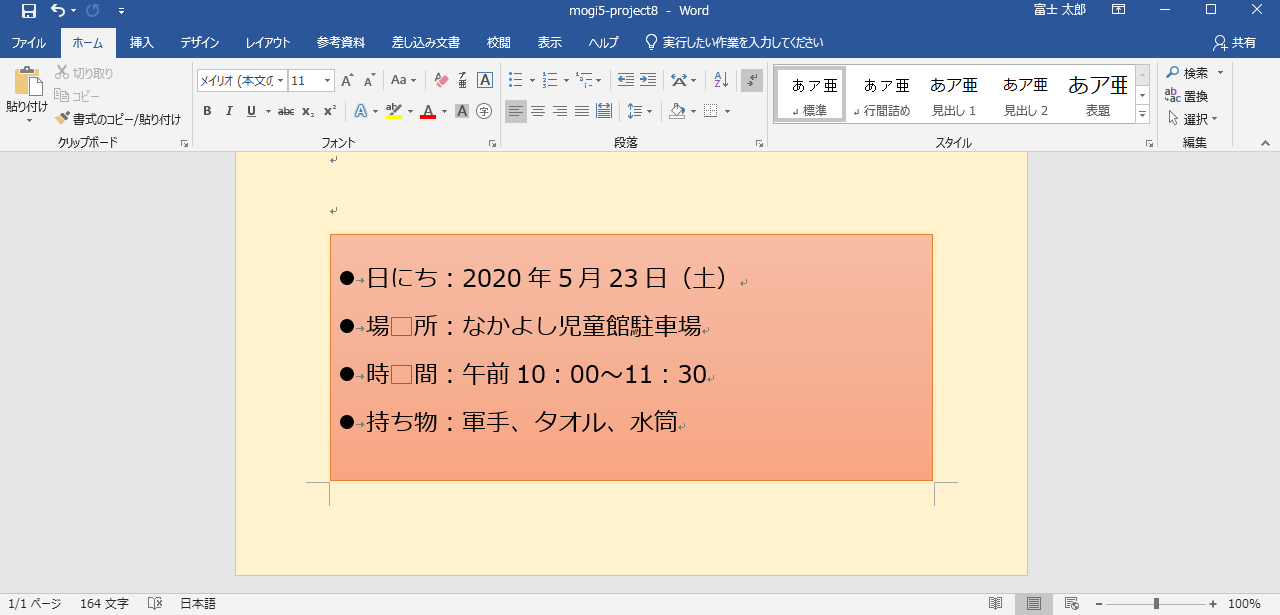 mogi5-project8 - Word
富士 太郎
ファイル ホーム 挿入 デザイン レイアウト 参考資料 差し込み文書 校閲 表示 ヘルプ 実行したい作業を入力してください 共有
貼り付け
切り取り
コピー
書式のコピー/貼り付け
クリップボード
メイリオ (本文の 11
Aa
A
B I U abc x₂ x²
A ab A A 字
フォント
段落
あア亜 標準
あア亜 行間詰め
あア亜 見出し 1
あア亜 見出し 2
あア亜 表題
スタイル
検索
置換
選択
編集
●日にち：2020 年 5 月 23 日（土）
●場□所：なかよし児童館駐車場
●時□間：午前 10：00～11：30
●持ち物：軍手、タオル、水筒
1/1 ページ 164 文字 日本語 100%